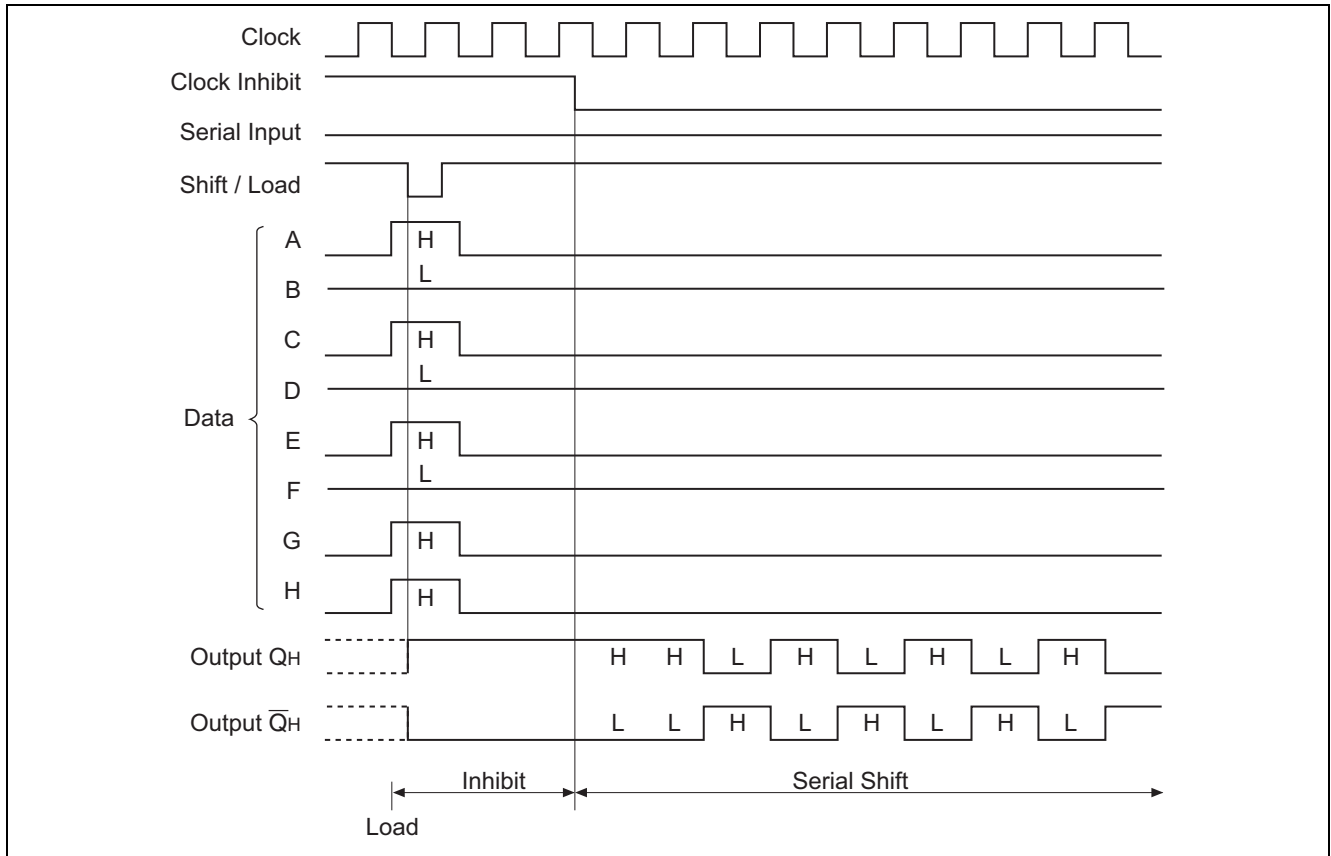 Clock
Clock Inhibit
Serial Input
Shift / Load
Data
A H
B L
C H
D L
E H
F L
G H
H H
Output QH H H L H L H L H
Output Q̅H L L H L H L H L
Inhibit Serial Shift
Load